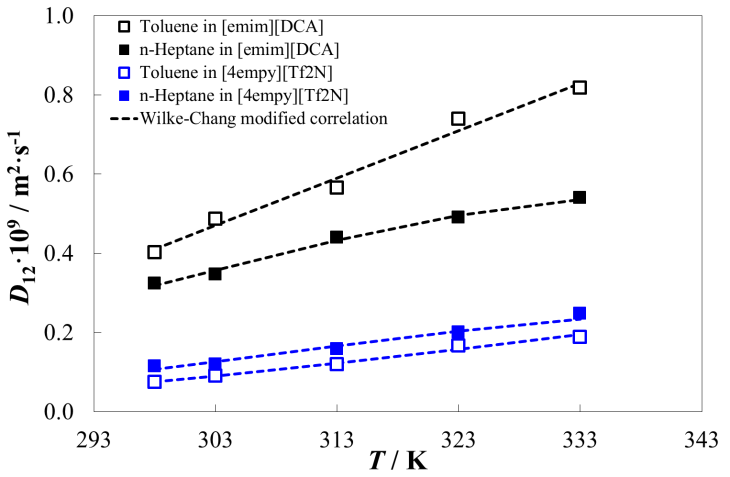 1.0
0.8
0.6
0.4
0.2
0.0
D12·10⁹ / m²·s⁻¹
Toluene in [emim][DCA]
n-Heptane in [emim][DCA]
Toluene in [4empy][Tf2N]
n-Heptane in [4empy][Tf2N]
Wilke-Chang modified correlation
293 303 313 323 333 343
T / K